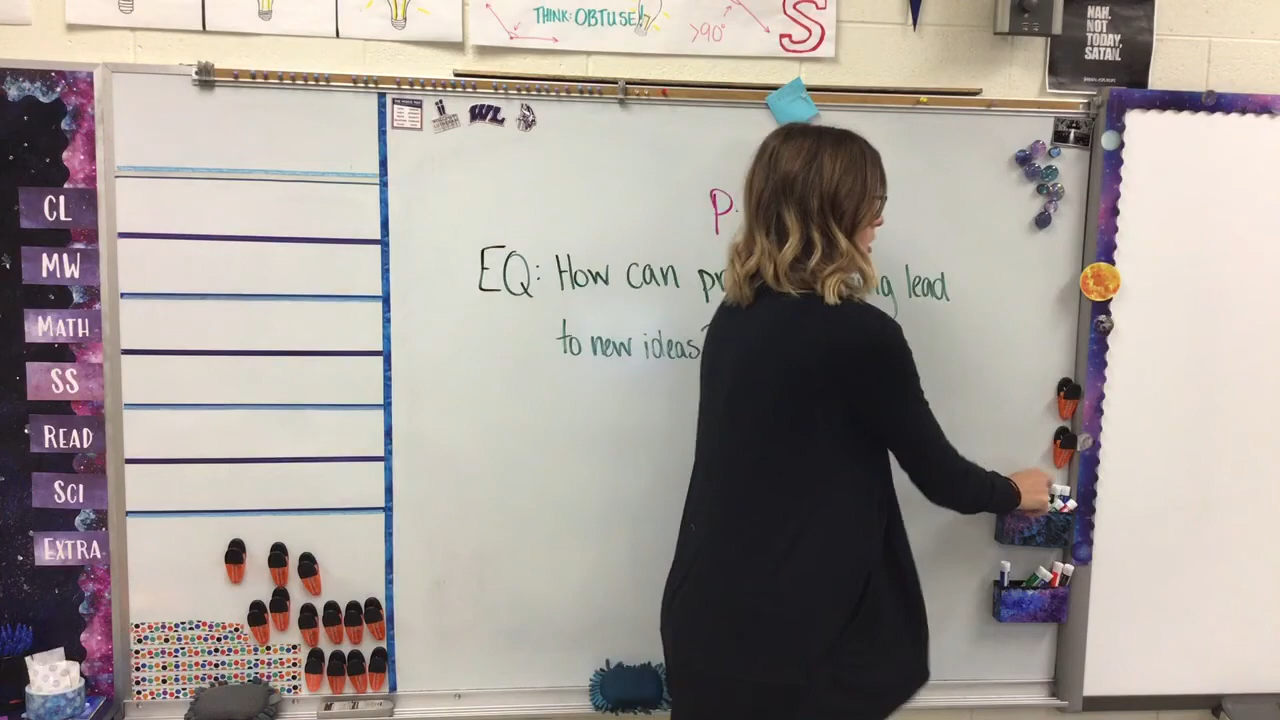 THINK: OBTUSE!
>90°
S
NAH.
NOT
TODAY,
SATAN.
WL
P.
EQ: How can pr g lead
to new ideas
CL
MW
MATH
SS
READ
SCI
EXTRA